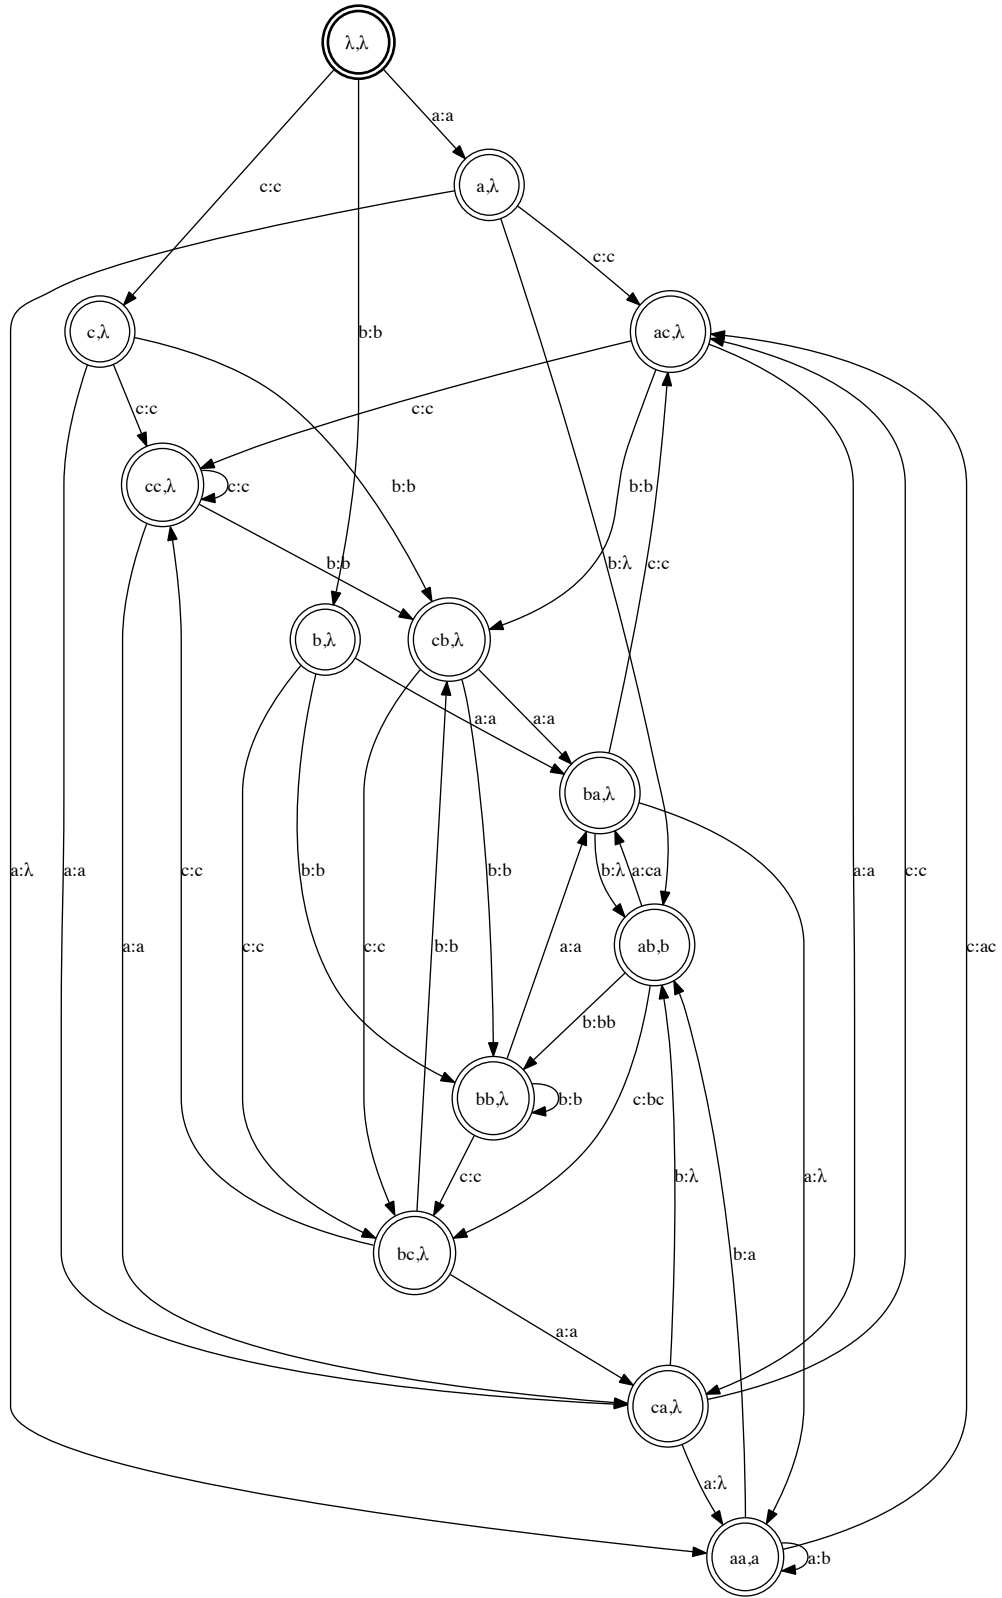 λ,λ
a:a
a,λ
c:c
c:c
c,λ
b:b
ac,λ
c:c
c:c
cc,λ
c:c
b:b
b:b
b:b
b:λ
c:c
b,λ
cb,λ
a:a
a:a
ba,λ
a:λ
a:a
c:c
b:b
b:b
b:λ
a:ca
a:a
c:c
a:a
c:c
c:c
b:b
a:a
ab,b
c:ac
b:bb
bb,λ
b:b
c:bc
c:c
b:λ
a:λ
bc,λ
b:a
a:a
ca,λ
a:λ
aa,a
a:b